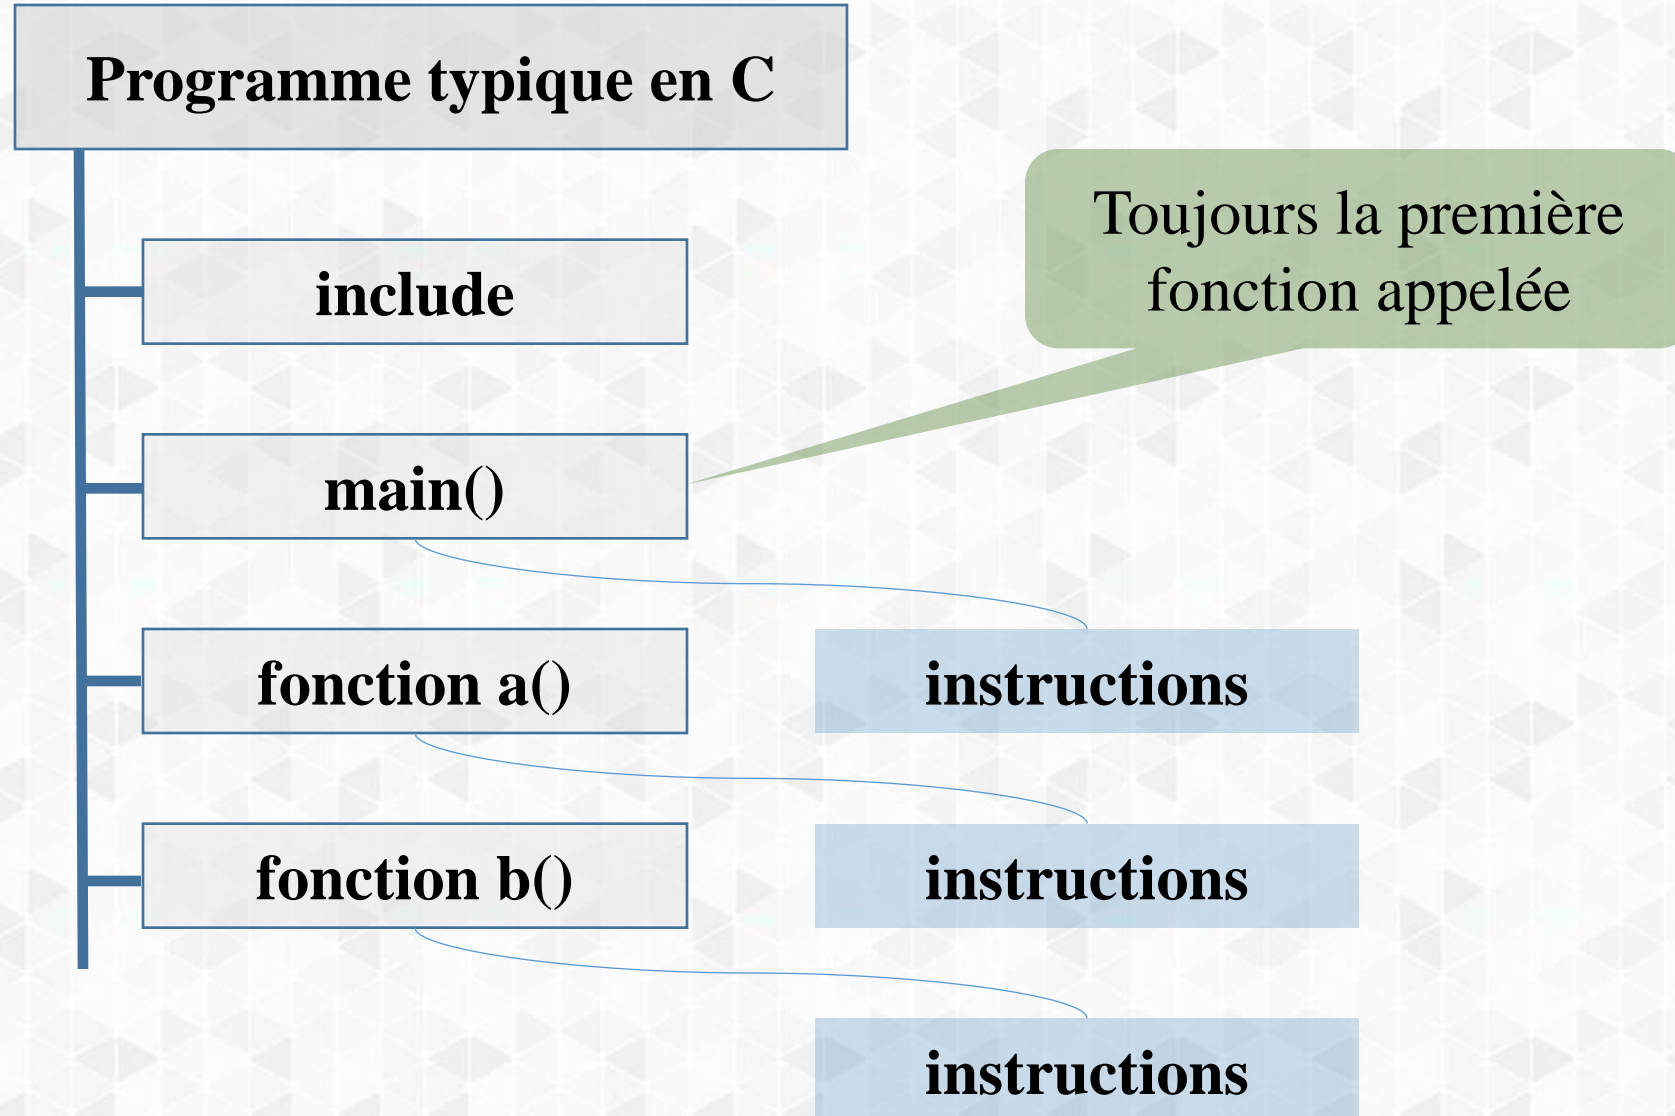 Programme typique en C
Toujours la première
fonction appelée
include
main()
fonction a()
instructions
fonction b()
instructions
instructions